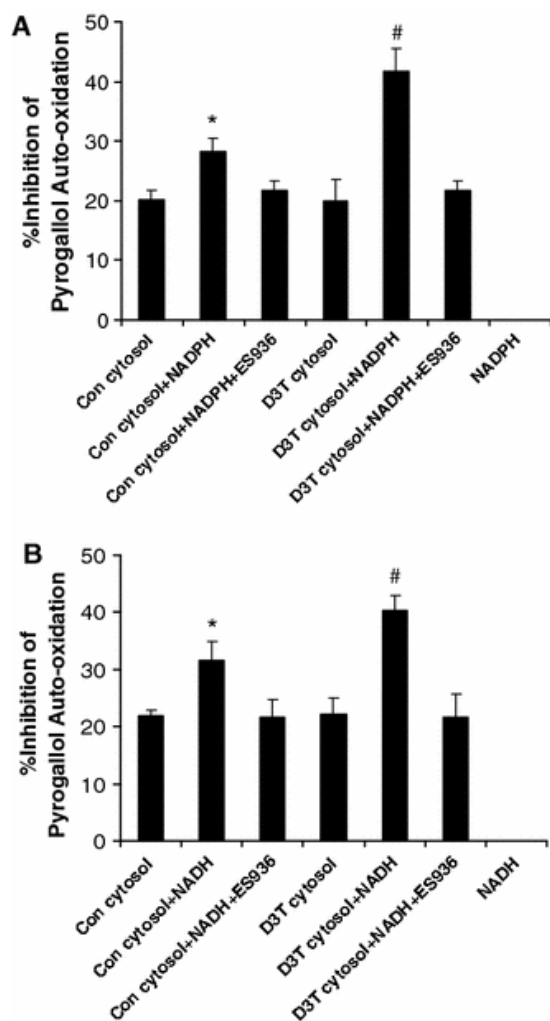 A
%Inhibition of
Pyrogallol Auto-oxidation
50
40
30
20
10
0
*
#
Con cytosol
Con cytosol+NADPH
Con cytosol+NADPH+ES936
D3T cytosol
D3T cytosol+NADPH
D3T cytosol+NADPH+ES936
NADPH
B
%Inhibition of
Pyrogallol Auto-oxidation
50
40
30
20
10
0
*
#
Con cytosol
Con cytosol+NADH
Con cytosol+NADH+ES936
D3T cytosol
D3T cytosol+NADH
D3T cytosol+NADH+ES936
NADH